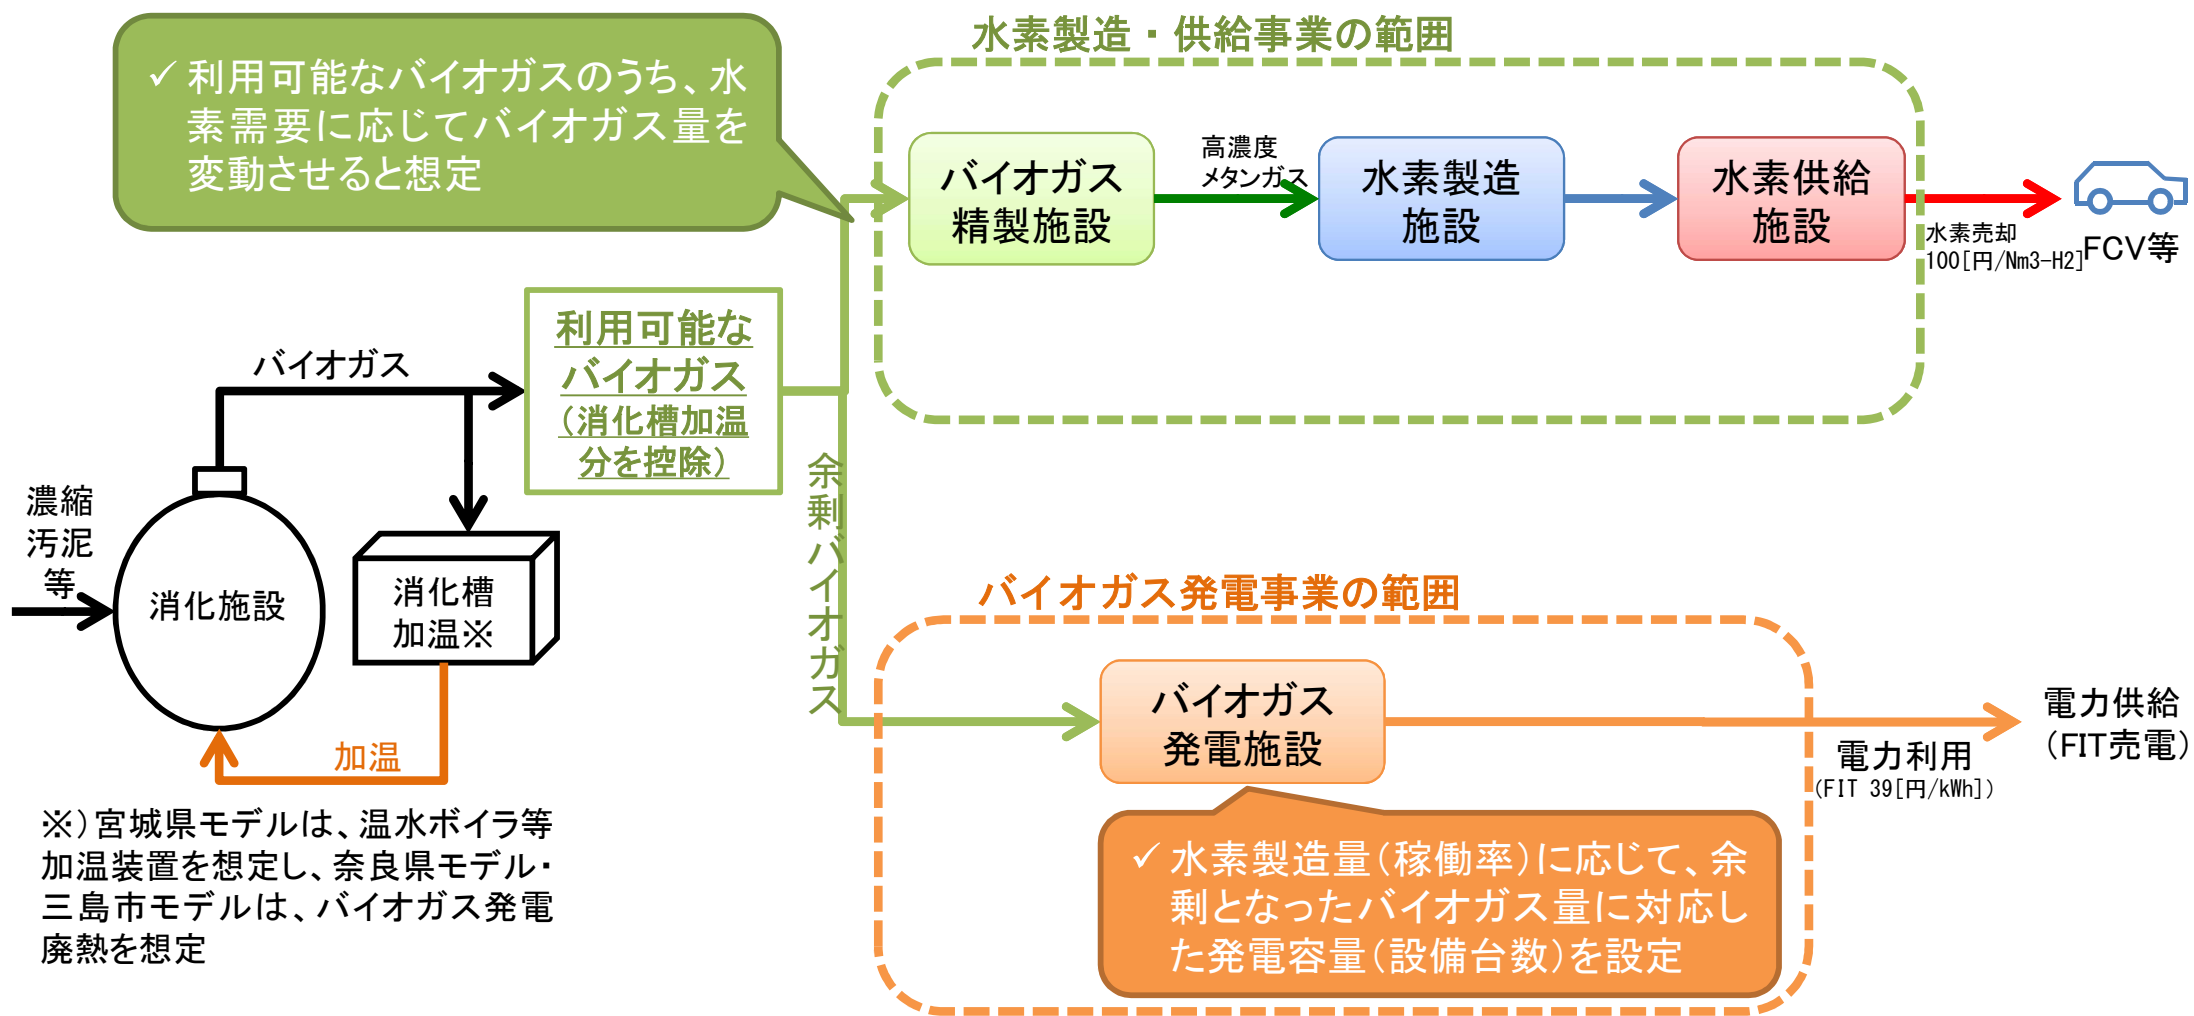 水素製造・供給事業の範囲
✓ 利用可能なバイオガスのうち、水
素需要に応じてバイオガス量を
変動させると想定
バイオガス
精製施設
高濃度
メタンガス
水素製造
施設
水素供給
施設
水素売却
100[円/Nm3-H2]
FCV等
利用可能な
バイオガス
（消化槽加温
分を控除）
バイオガス
余剰バイオガス
濃縮
汚泥
等
消化施設
消化槽
加温※
加温
※）宮城県モデルは、温水ボイラ等
加温装置を想定し、奈良県モデル・
三島市モデルは、バイオガス発電
廃熱を想定
バイオガス発電事業の範囲
バイオガス
発電施設
電力利用
（FIT 39[円/kWh]）
電力供給
（FIT売電）
✓ 水素製造量（稼働率）に応じて、余
剰となったバイオガス量に対応し
た発電容量（設備台数）を設定